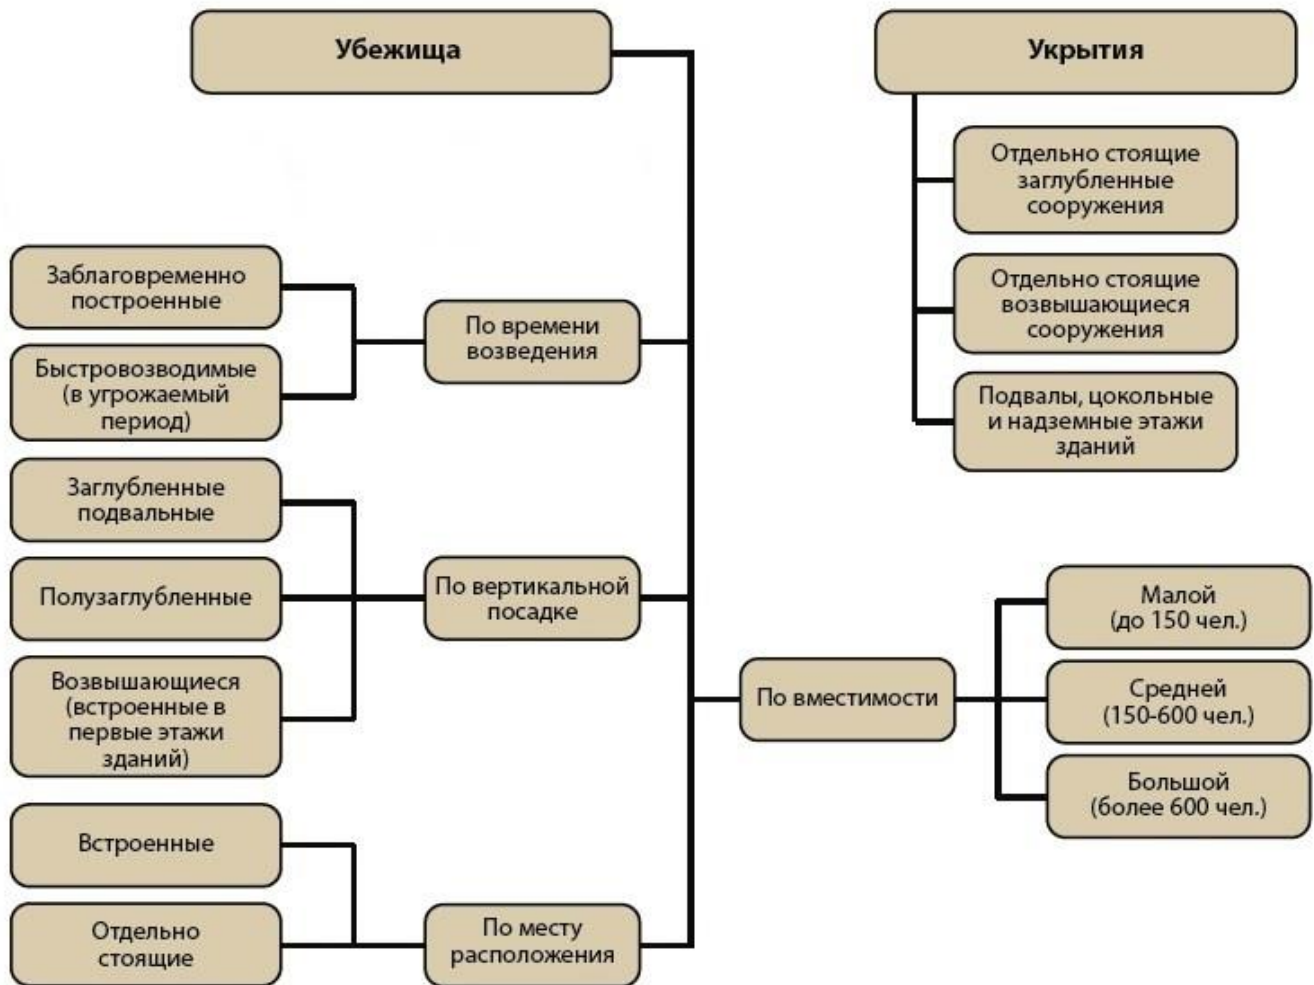 Убежища
Укрытия
Отдельно стоящие
заглубленные
сооружения
Отдельно стоящие
возвышающиеся
сооружения
Подвалы, цокольные
и надземные этажи
зданий
Заблаговременно
построенные
Быстровозводимые
(в угрожаемый
период)
По времени
возведения
Заглубленные
подвальные
Полузаглубленные
Возвышающиеся
(встроенные в
первые этажи
зданий)
По вертикальной
посадке
По вместимости
Малой
(до 150 чел.)
Средней
(150-600 чел.)
Большой
(более 600 чел.)
Встроенные
Отдельно
стоящие
По месту
расположения